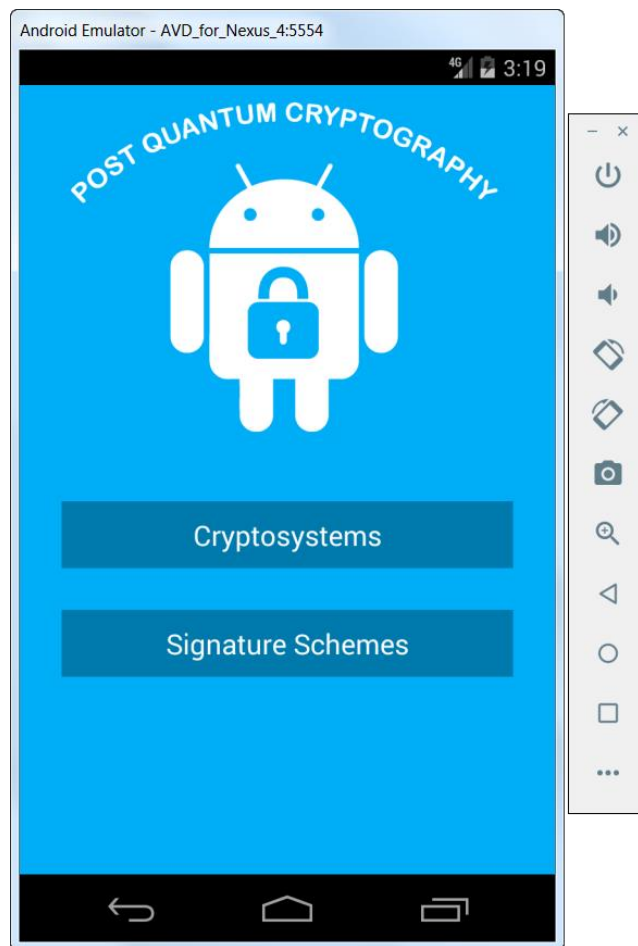 Android Emulator - AVD_for_Nexus_4:5554
4G 3:19
POST QUANTUM CRYPTOGRAPHY
Cryptosystems
Signature Schemes